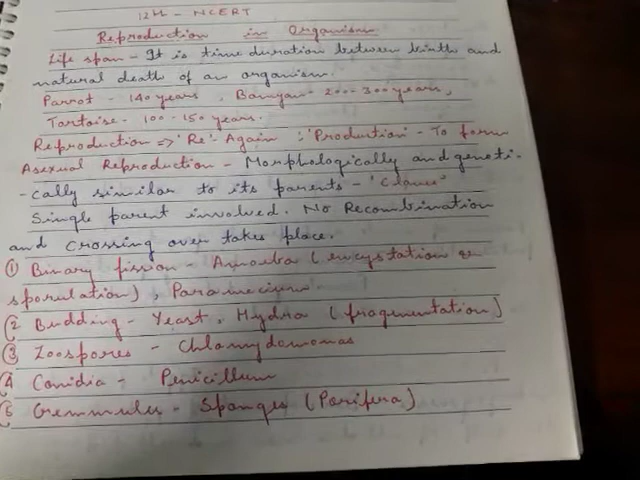 12th - NCERT
Reproduction in Organism
Life span - It is time duration between birth and
natural death of an organism.
Parrot - 140 years, Banyan - 200-300 years,
Tortoise - 100-150 years.
Reproduction => 'Re' - Again ; 'Production' - To form
Asexual Reproduction - Morphologically and geneti-
-cally similar to its parents - 'Clones'
Single parent involved. No Recombination
and crossing over takes place.
① Binary fission - Amoeba (encystation &
sporulation), Paramecium
② Budding - Yeast, Hydra (fragmentation)
③ Zoospores - Chlamydomonas
④ Conidia - Penicillum
⑤ Gemmules - Sponges (Porifera)